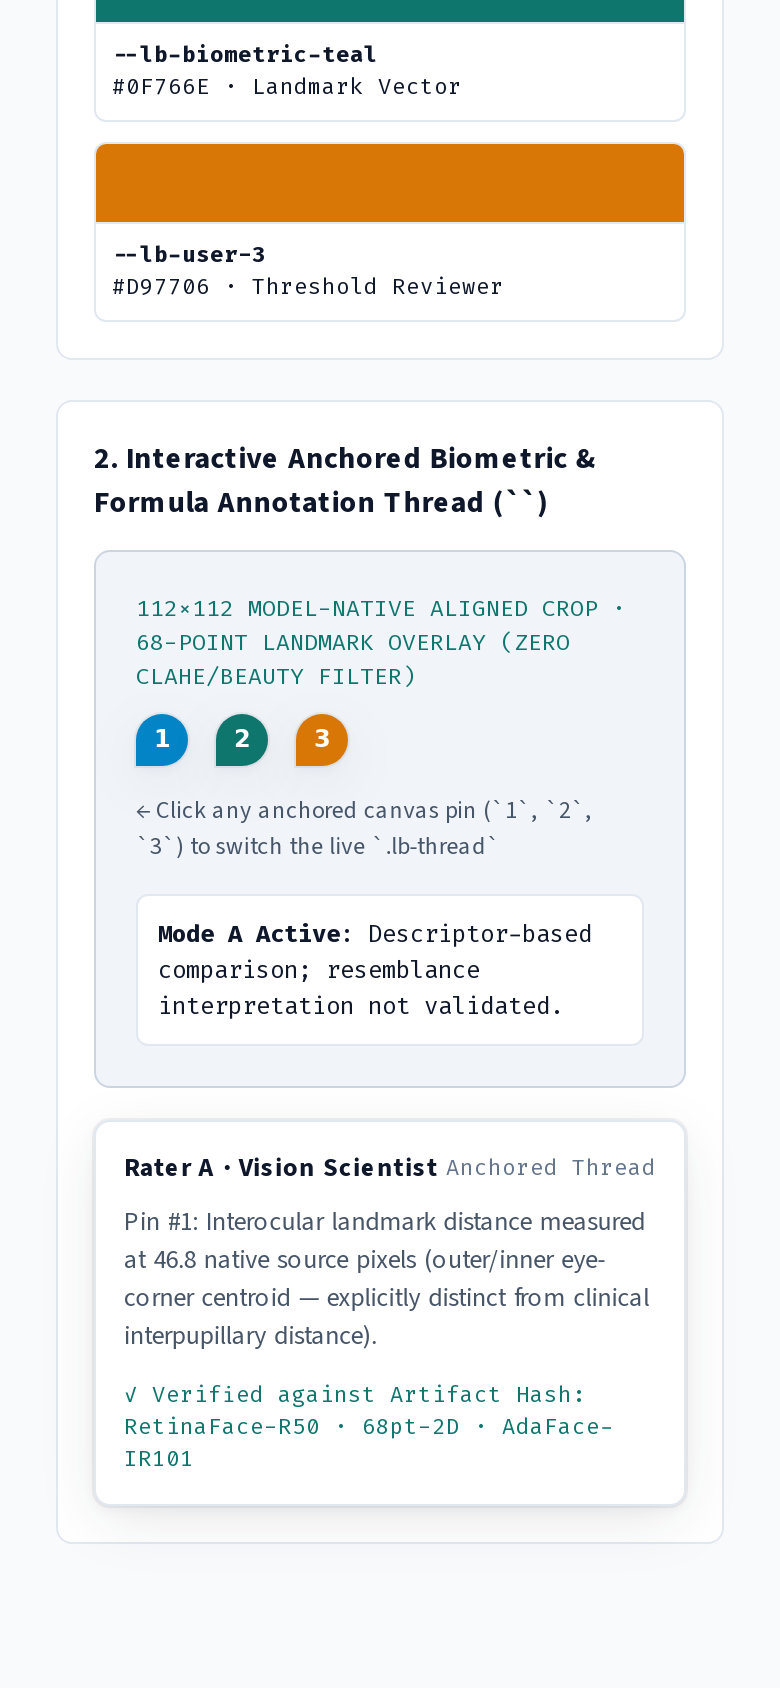 --lb-biometric-teal
#0F766E · Landmark Vector
--lb-user-3
#D97706 · Threshold Reviewer
2. Interactive Anchored Biometric &
Formula Annotation Thread (``)
112×112 MODEL-NATIVE ALIGNED CROP ·
68-POINT LANDMARK OVERLAY (ZERO
CLAHE/BEAUTY FILTER)
1 2 3
← Click any anchored canvas pin (`1`, `2`,
`3`) to switch the live `.lb-thread`
Mode A Active: Descriptor-based
comparison; resemblance
interpretation not validated.
Rater A · Vision Scientist Anchored Thread
Pin #1: Interocular landmark distance measured
at 46.8 native source pixels (outer/inner eye-
corner centroid — explicitly distinct from clinical
interpupillary distance).
√ Verified against Artifact Hash:
RetinaFace-R50 · 68pt-2D · AdaFace-
IR101